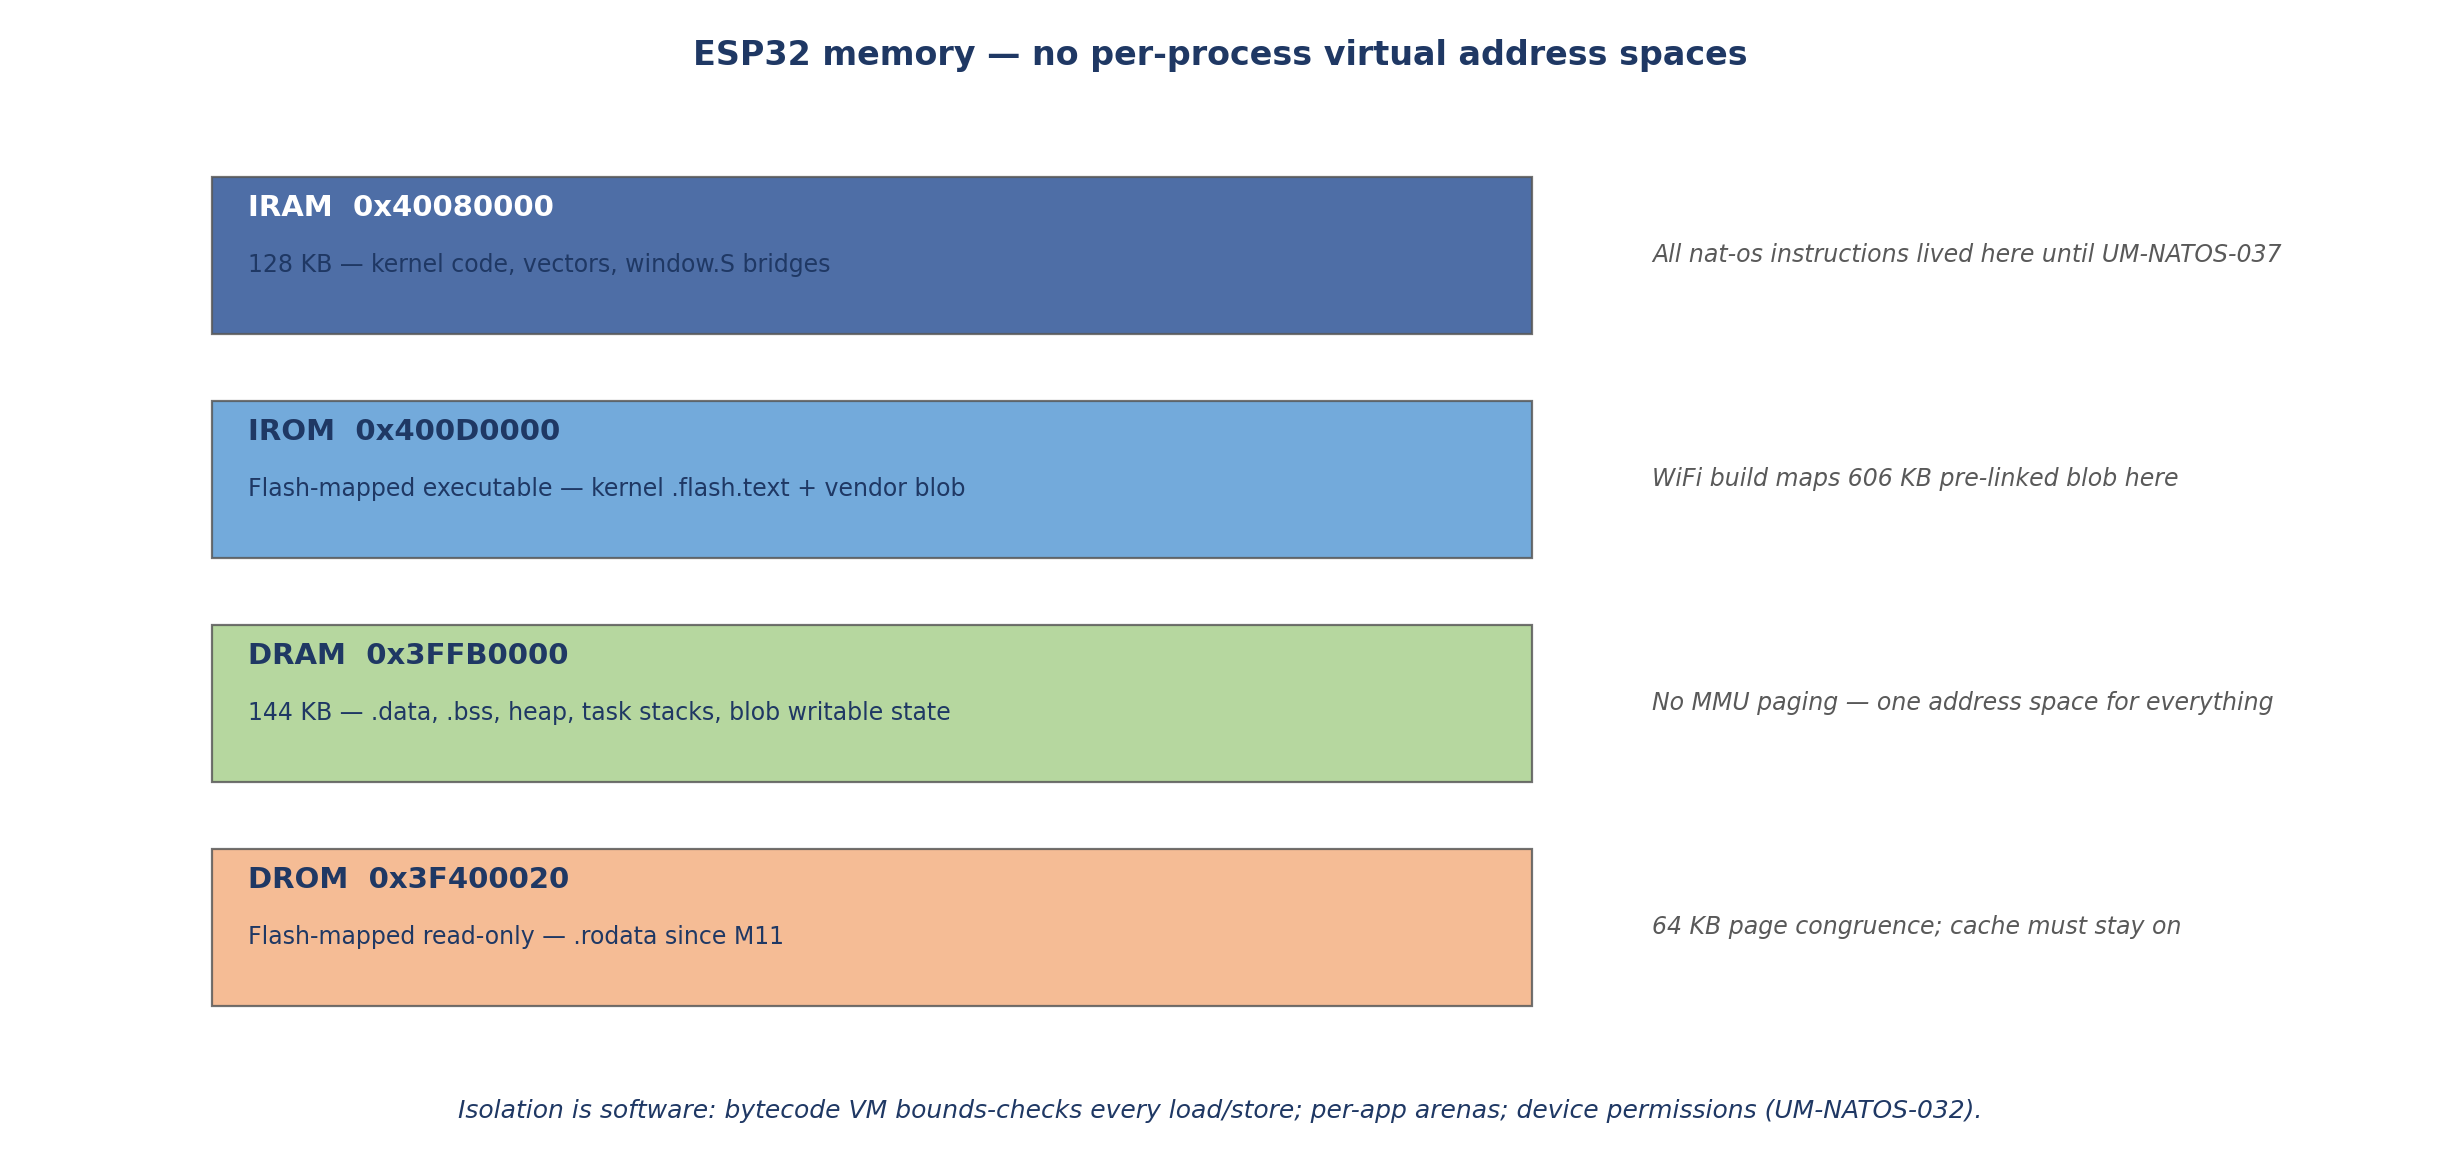 ESP32 memory — no per-process virtual address spaces
IRAM  0x40080000
128 KB — kernel code, vectors, window.S bridges
All nat-os instructions lived here until UM-NATOS-037
IROM  0x400D0000
Flash-mapped executable — kernel .flash.text + vendor blob
WiFi build maps 606 KB pre-linked blob here
DRAM  0x3FFB0000
144 KB — .data, .bss, heap, task stacks, blob writable state
No MMU paging — one address space for everything
DROM  0x3F400020
Flash-mapped read-only — .rodata since M11
64 KB page congruence; cache must stay on
Isolation is software: bytecode VM bounds-checks every load/store; per-app arenas; device permissions (UM-NATOS-032).